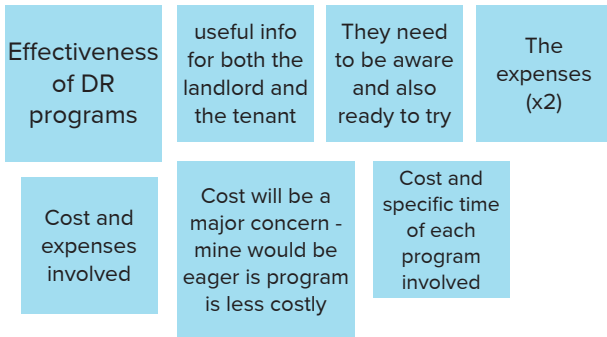 Effectiveness
of DR
programs
useful info
for both the
landlord and
the tenant
They need
to be aware
and also
ready to try
The
expenses
(x2)
Cost and
expenses
involved
Cost will be a
major concern -
mine would be
eager is program
is less costly
Cost and
specific time
of each
program
involved